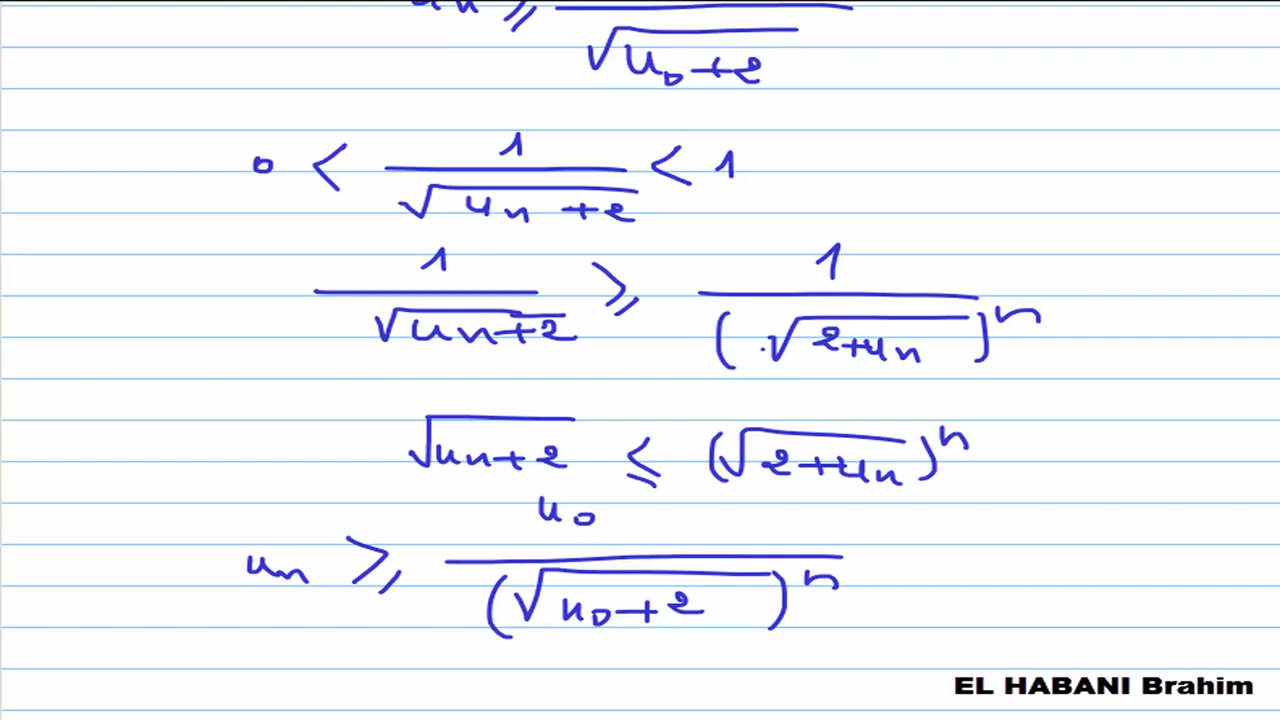 un ⩾ ──── / √(u0+2)
0 < 1/√(un+2) < 1
1/√(un+2) ⩾ 1/(√(2+un))^n
√(un+2) ≤ (√(2+un))^n
un ⩾ u0/(√(u0+2))^n
EL HABANI Brahim